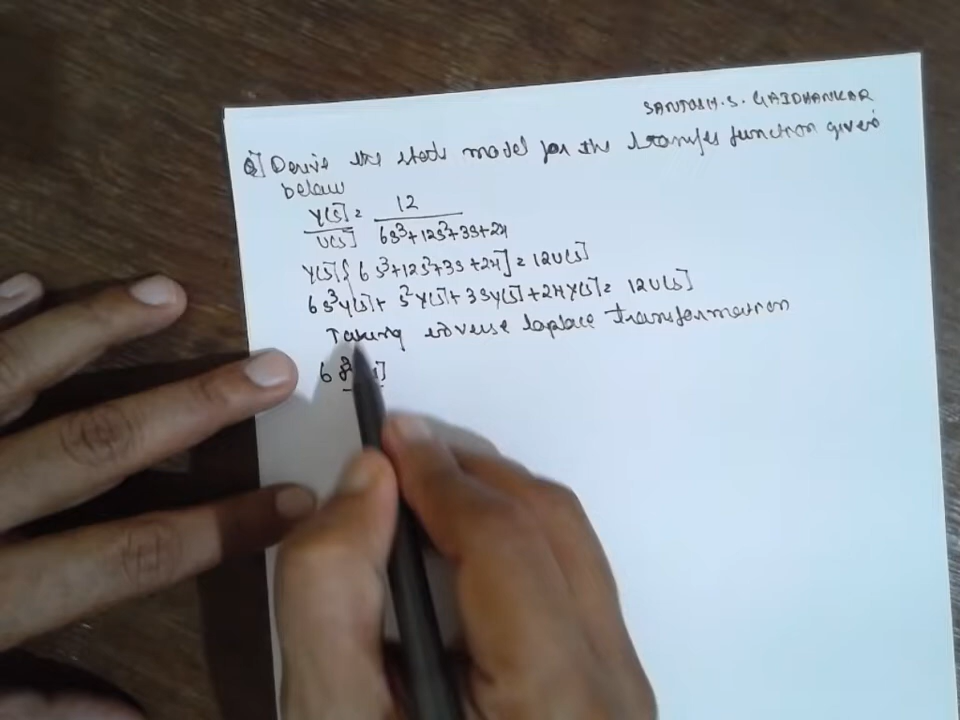 SANTOSH.S. GAIDHANKAR
Q] Derive the state model for the transfer function given
below
Y[s] = 12
U[s] 6s³+12s²+3s+24
Y[s]{6s³+12s²+3s+24] = 12U[s]
6s³Y[s]+ s²Y[s]+3sY[s]+24Y[s]= 12U[s]
Taking inverse laplace transformation
6